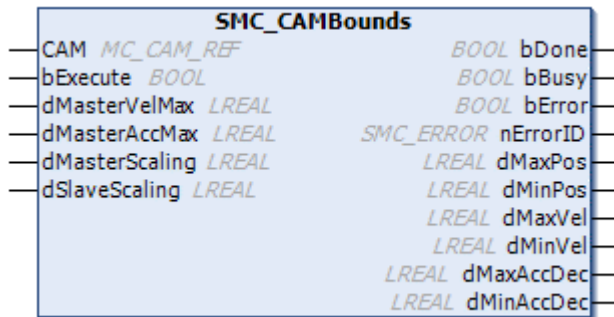 SMC_CAMBounds
CAM MC_CAM_REF BOOL bDone
bExecute BOOL BOOL bBusy
dMasterVelMax LREAL BOOL bError
dMasterAccMax LREAL SMC_ERROR nErrorID
dMasterScaling LREAL LREAL dMaxPos
dSlaveScaling LREAL LREAL dMinPos
LREAL dMaxVel
LREAL dMinVel
LREAL dMaxAccDec
LREAL dMinAccDec